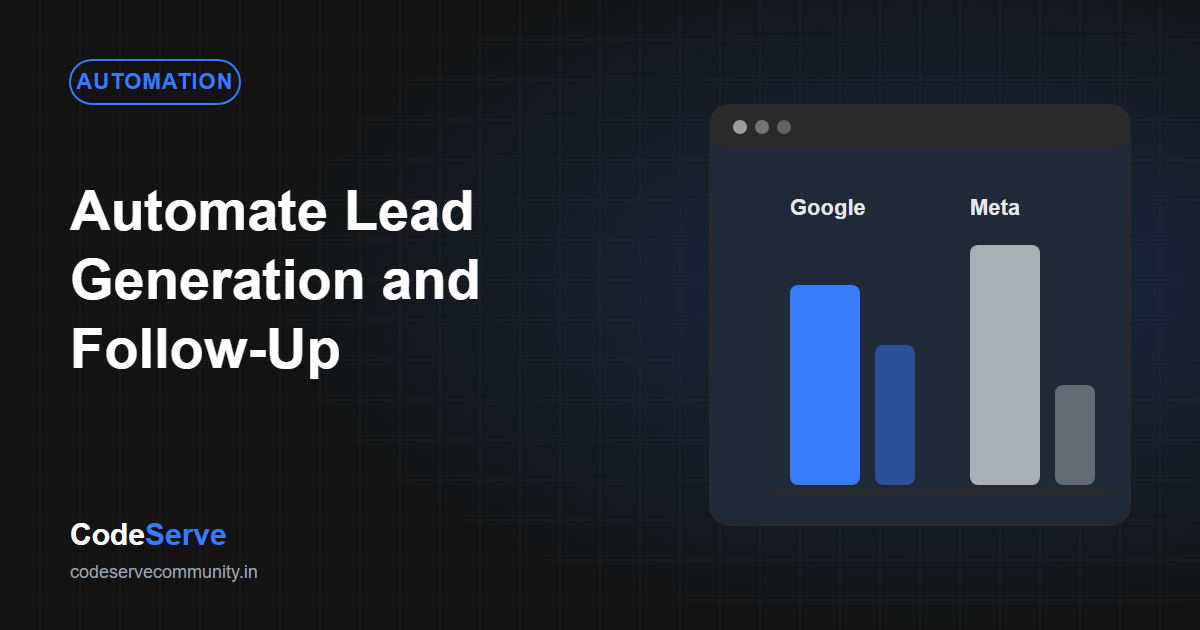 AUTOMATION
Automate Lead
Generation and
Follow-Up
Google
Meta
CodeServe
codeservecommunity.in